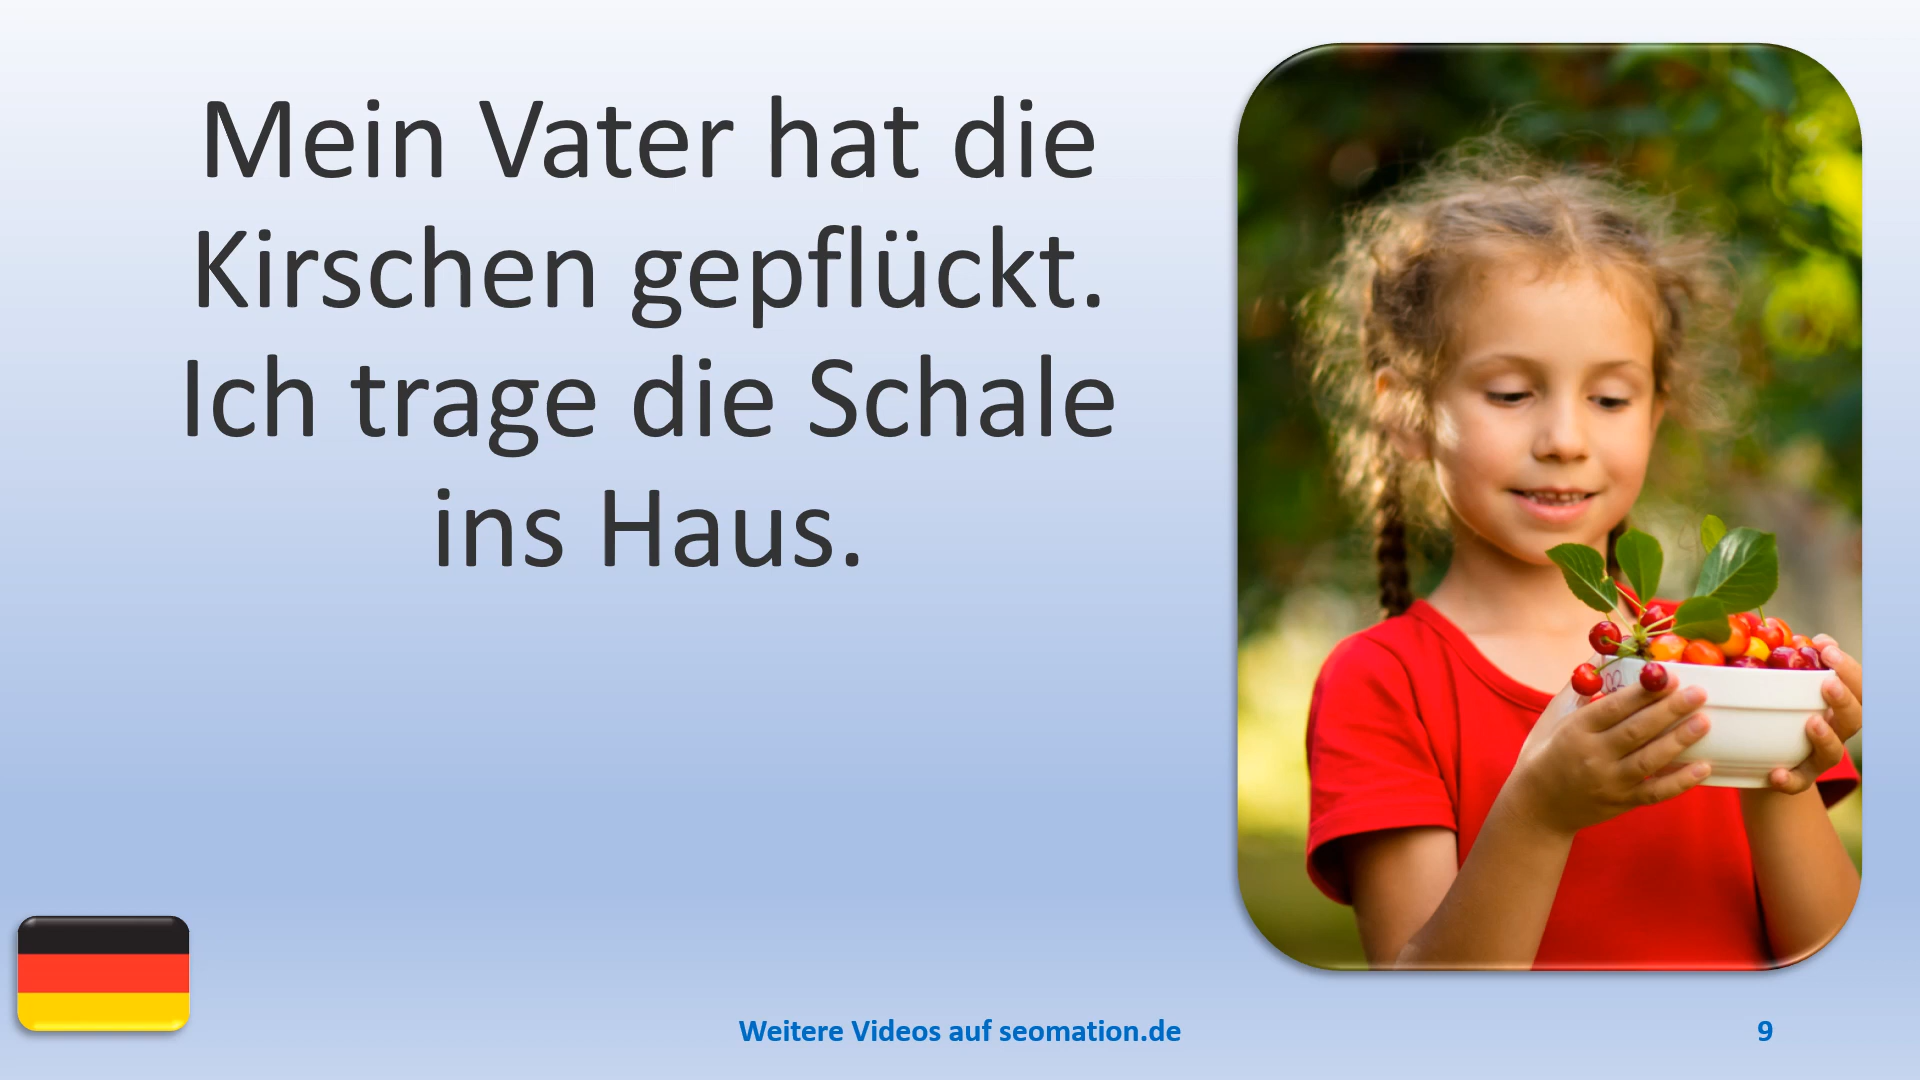 Mein Vater hat die
Kirschen gepflückt.
Ich trage die Schale
ins Haus.
Weitere Videos auf seomation.de
9